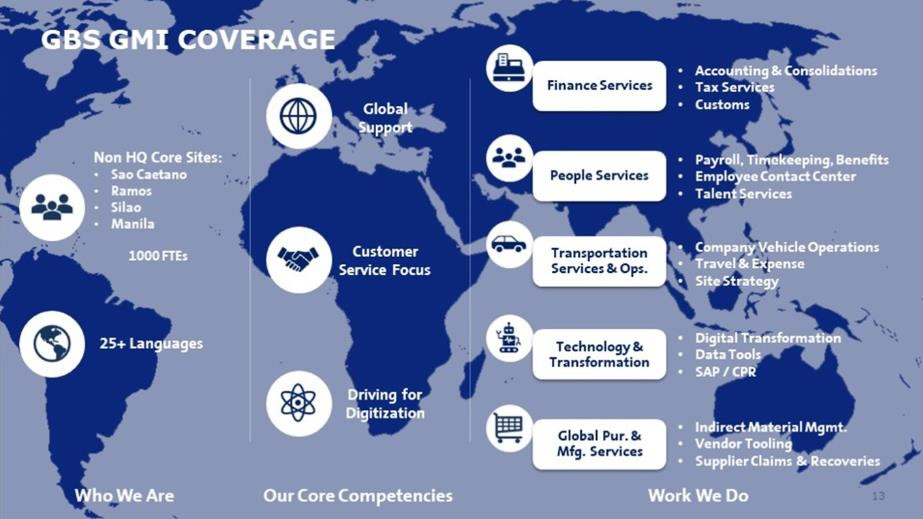 GBS GMI COVERAGE
Non HQ Core Sites:
• Sao Caetano
• Ramos
• Silao
• Manila
1000 FTEs
25+ Languages
Who We Are
Global
Support
Customer
Service Focus
Driving for
Digitization
Our Core Competencies
Finance Services
• Accounting & Consolidations
• Tax Services
• Customs
People Services
• Payroll, Timekeeping, Benefits
• Employee Contact Center
• Talent Services
Transportation
Services & Ops.
• Company Vehicle Operations
• Travel & Expense
• Site Strategy
Technology &
Transformation
• Digital Transformation
• Data Tools
• SAP / CPR
Global Pur. &
Mfg. Services
• Indirect Material Mgmt.
• Vendor Tooling
• Supplier Claims & Recoveries
Work We Do
13